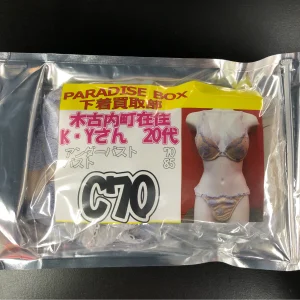 PARADISE BOX
下着買取部
木古内町在住
K・Yさん 20代
アンダーバスト 70
バスト 85
C70